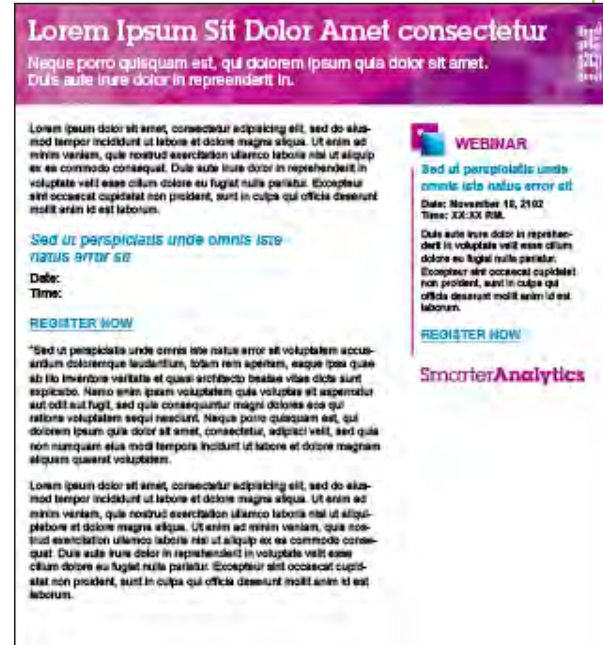 Lorem Ipsum Sit Dolor Amet consectetur
Neque porro quisquam est, qui dolorem ipsum quia dolor sit amet.
Duis aute irure dolor in repreenderit in.
Lorem ipsum dolor sit amet, consectetur adipisicing elit, sed do eius-
mod tempor incididunt ut labore et dolore magna aliqua. Ut enim ad
minim veniam, quis nostrud exercitation ullamco laboris nisi ut aliquip
ex ea commodo consequat. Duis aute irure dolor in reprehenderit in
voluptate velit esse cillum dolore eu fugiat nulla pariatur. Excepteur
sint occaecat cupidatat non proident, sunt in culpa qui officia deserunt
mollit anim id est laborum.
Sed ut perspiciatis unde omnis iste
natus error sit
Date:
Time:
REGISTER NOW
"Sed ut perspiciatis unde omnis iste natus error sit voluptatem accus-
antium doloremque laudantium, totam rem aperiam, eaque ipsa quae
ab illo inventore veritatis et quasi architecto beatae vitae dicta sunt
explicabo. Nemo enim ipsam voluptatem quia voluptas sit aspernatur
aut odit aut fugit, sed quia consequuntur magni dolores eos qui
ratione voluptatem sequi nesciunt. Neque porro quisquam est, qui
dolorem ipsum quia dolor sit amet, consectetur, adipisci velit, sed quia
non numquam eius modi tempora incidunt ut labore et dolore magnam
aliquam quaerat voluptatem.
Lorem ipsum dolor sit amet, consectetur adipisicing elit, sed do eius-
mod tempor incididunt ut labore et dolore magna aliqua. Ut enim ad
minim veniam, quis nostrud exercitation ullamco laboris nisi ut aliqui-
plabore et dolore magna aliqua. Ut enim ad minim veniam, quis nos-
trud exercitation ullamco laboris nisi ut aliquip ex ea commodo conse-
quat. Duis aute irure dolor in reprehenderit in voluptate velit esse
cillum dolore eu fugiat nulla pariatur. Excepteur sint occaecat cupid-
atat non proident, sunt in culpa qui officia deserunt mollit anim id est
laborum.
WEBINAR
Sed ut perspiciatis unde
omnis iste natus error sit
Date: November 18, 2102
Time: XX:XX P.M.
Duis aute irure dolor in reprehen-
derit in voluptate velit esse cillum
dolore eu fugiat nulla pariatur.
Excepteur sint occaecat cupidatat
non proident, sunt in culpa qui
officia deserunt mollit anim id est
laborum.
REGISTER NOW
SmarterAnalytics